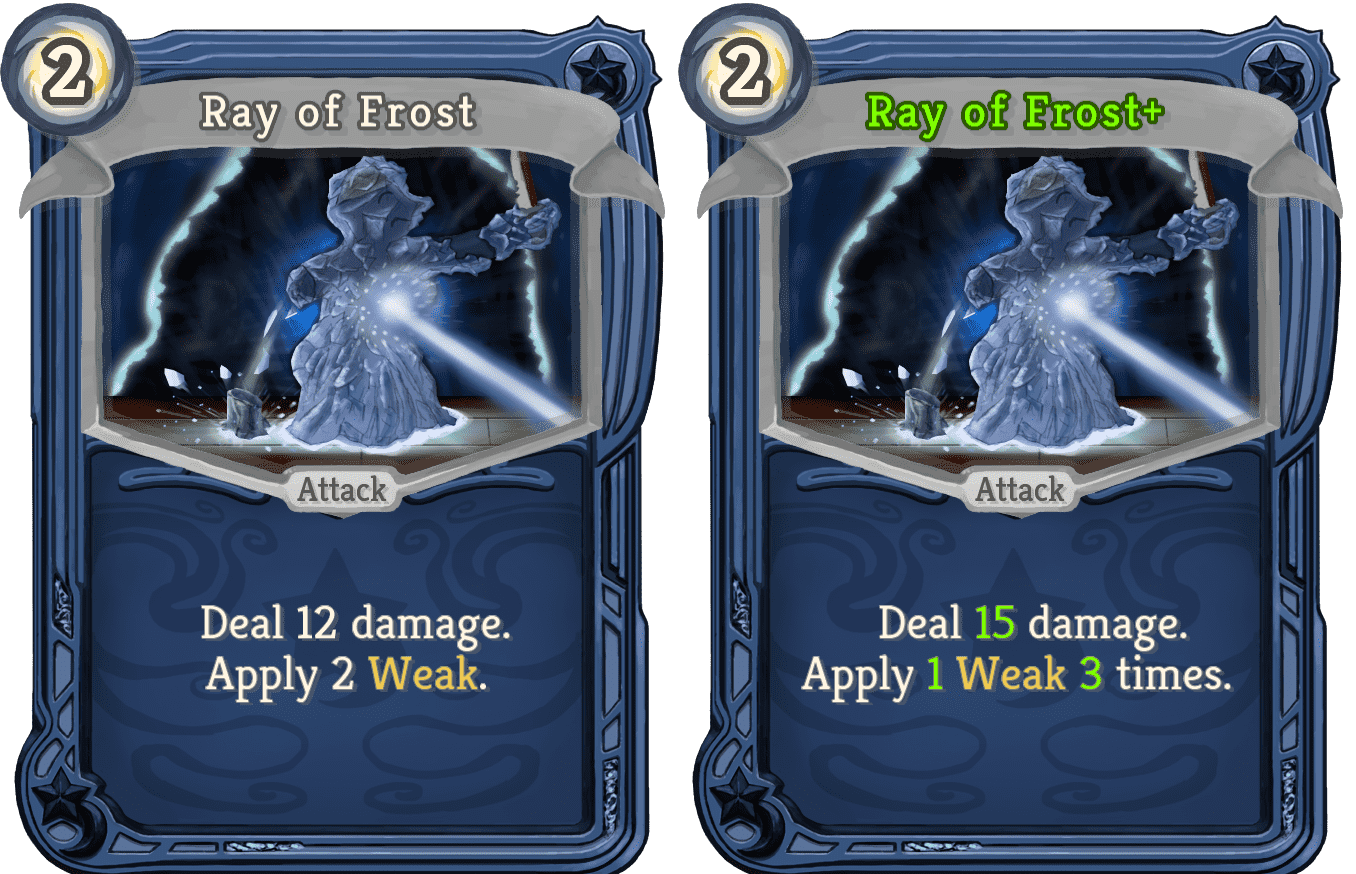 2
Ray of Frost
Attack
Deal 12 damage.
Apply 2 Weak.
2
Ray of Frost+
Attack
Deal 15 damage.
Apply 1 Weak 3 times.